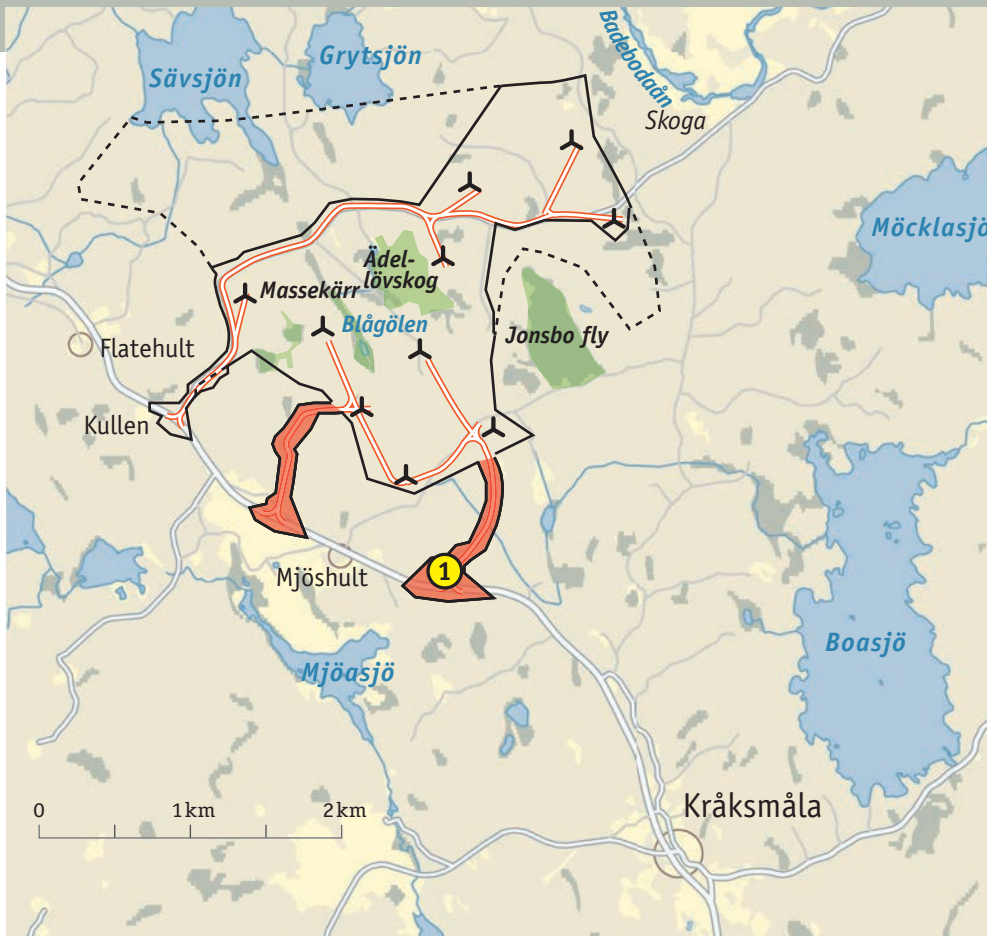 Sävsjön
Grytsjön
Badebodaån
Skoga
Möcklasjö
Ädel-
lövskog
Massekärr
Blågölen
Jonsbo fly
Flatehult
Kullen
Mjöshult
1
Mjöasjö
Boasjö
0 1km 2km
Kråksmåla